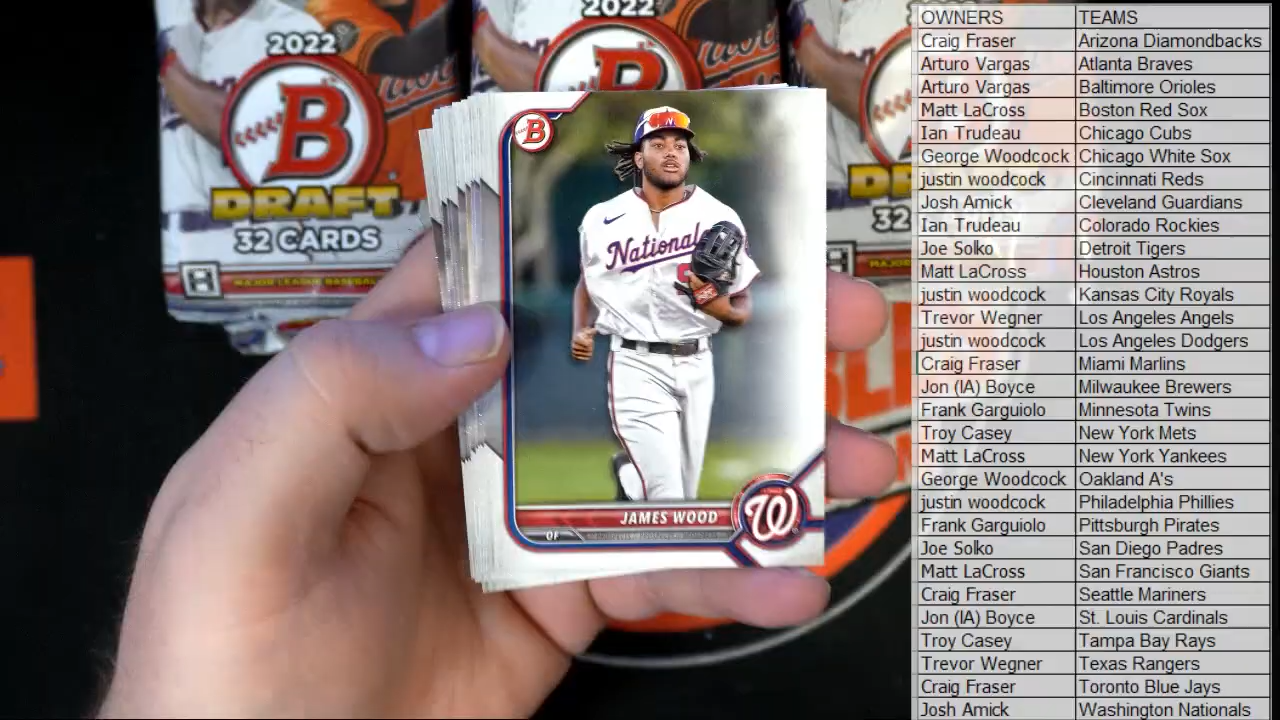 2022
B
DRAFT
32 CARDS
MAJOR LEAGUE BASEBALL
2022
B
32
B
Nationals
JAMES WOOD
OF
W
OWNERS TEAMS
Craig Fraser Arizona Diamondbacks
Arturo Vargas Atlanta Braves
Arturo Vargas Baltimore Orioles
Matt LaCross Boston Red Sox
Ian Trudeau Chicago Cubs
George Woodcock Chicago White Sox
justin woodcock Cincinnati Reds
Josh Amick Cleveland Guardians
Ian Trudeau Colorado Rockies
Joe Solko Detroit Tigers
Matt LaCross Houston Astros
justin woodcock Kansas City Royals
Trevor Wegner Los Angeles Angels
justin woodcock Los Angeles Dodgers
Craig Fraser Miami Marlins
Jon (IA) Boyce Milwaukee Brewers
Frank Garguiolo Minnesota Twins
Troy Casey New York Mets
Matt LaCross New York Yankees
George Woodcock Oakland A's
justin woodcock Philadelphia Phillies
Frank Garguiolo Pittsburgh Pirates
Joe Solko San Diego Padres
Matt LaCross San Francisco Giants
Craig Fraser Seattle Mariners
Jon (IA) Boyce St. Louis Cardinals
Troy Casey Tampa Bay Rays
Trevor Wegner Texas Rangers
Craig Fraser Toronto Blue Jays
Josh Amick Washington Nationals